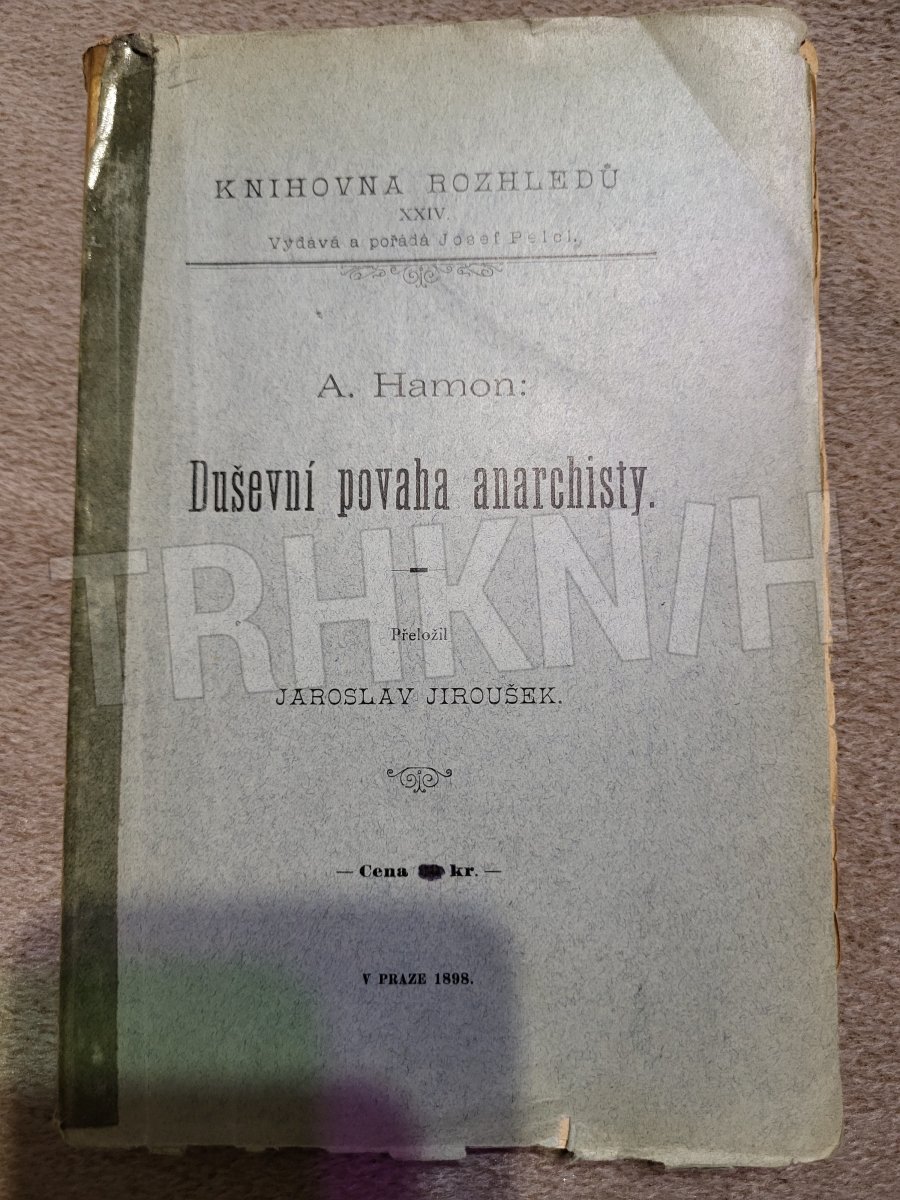 KNIHOVNA ROZHLEDŮ
XXIV.
Vydává a pořádá Josef Pelcl.
A. Hamon:
Duševní povaha anarchisty.
Přeložil
JAROSLAV JIROUŠEK.
— Cena kr. —
V PRAZE 1898.
TRHKNIH